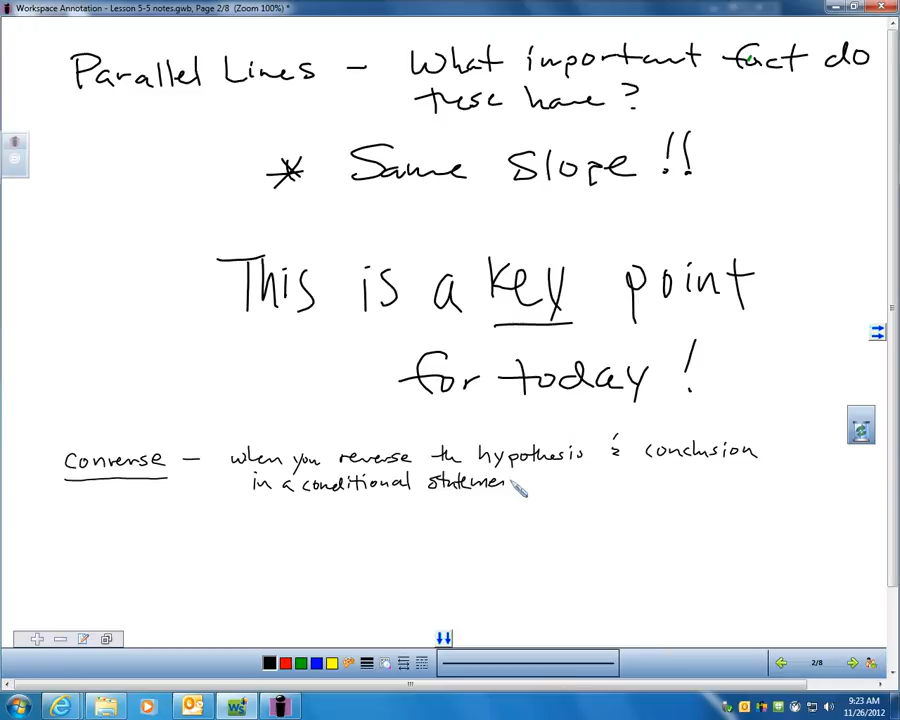 Workspace Annotation - Lesson 5-5 notes.gwb, Page 2/8 (Zoom 100%) *
Parallel Lines - What important fact do
these have?
* Same slope!!
This is a key point
for today!
Converse - when you reverse the hypothesis & conclusion
in a conditional statemen
2/8
9:23 AM
11/26/2012